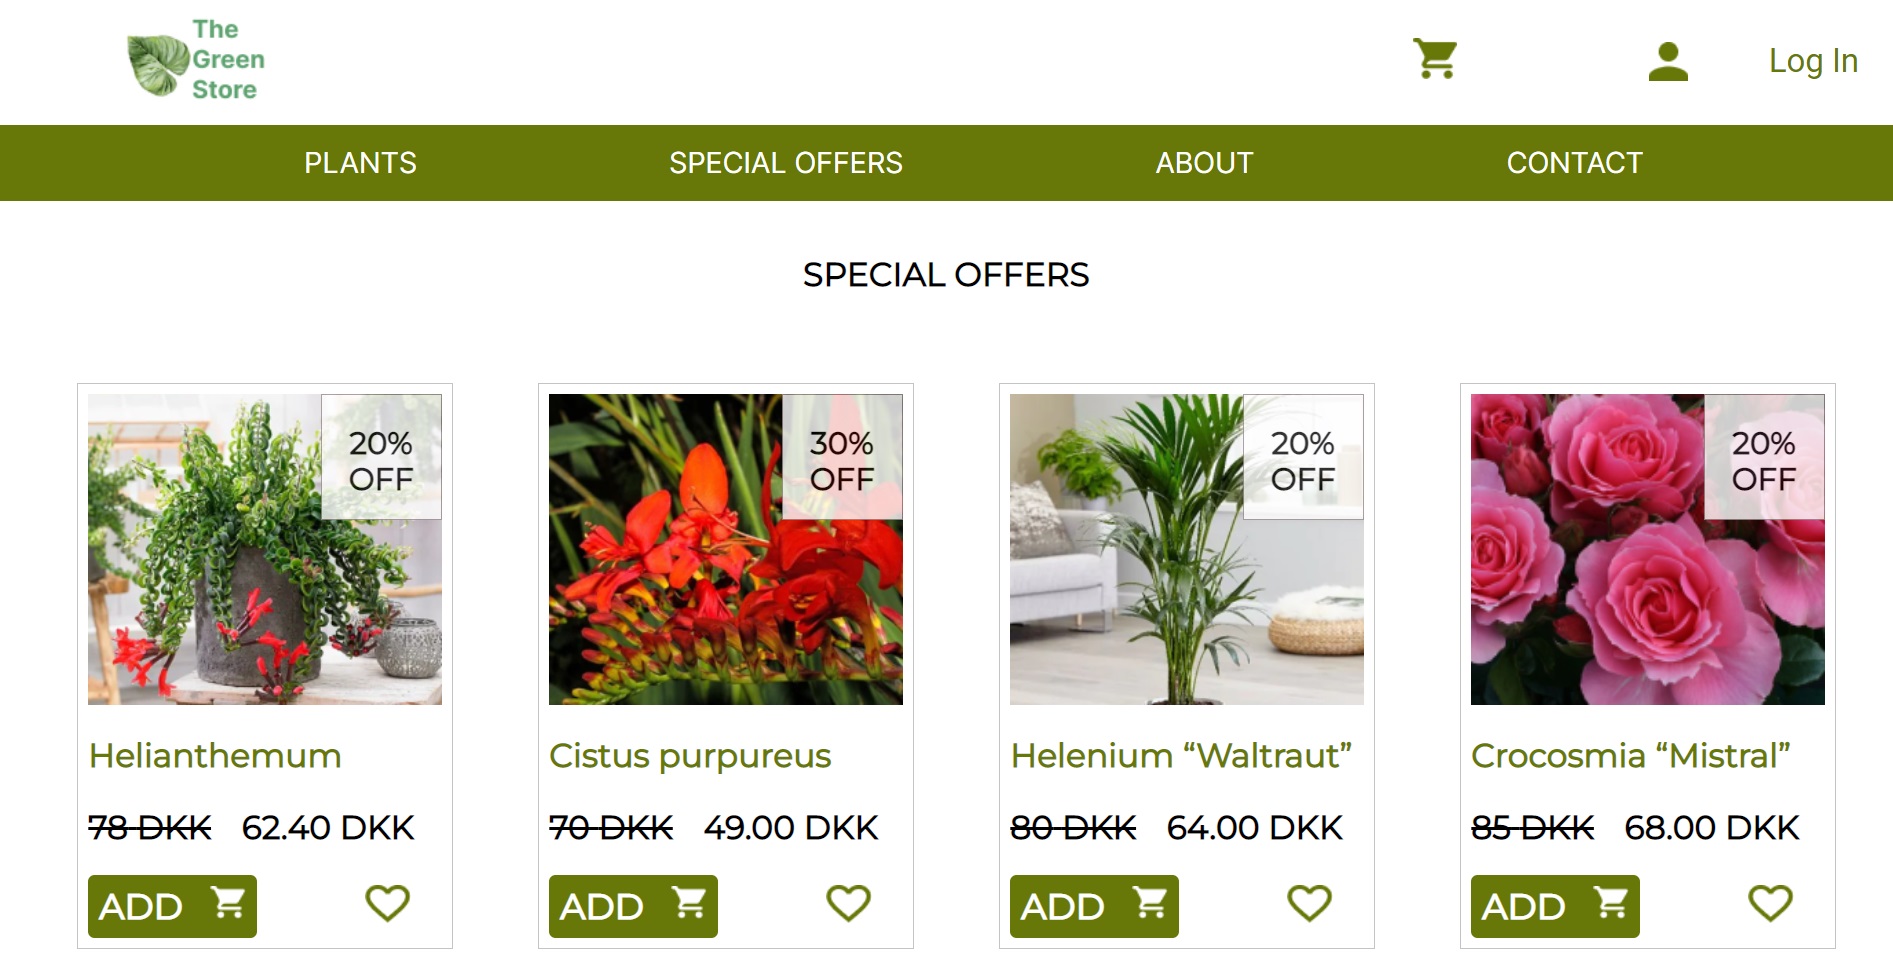 The
Green
Store
Log In
PLANTS SPECIAL OFFERS ABOUT CONTACT
SPECIAL OFFERS
20%
OFF
Helianthemum
78 DKK 62.40 DKK
ADD
30%
OFF
Cistus purpureus
70 DKK 49.00 DKK
ADD
20%
OFF
Helenium “Waltraut”
80 DKK 64.00 DKK
ADD
20%
OFF
Crocosmia “Mistral”
85 DKK 68.00 DKK
ADD